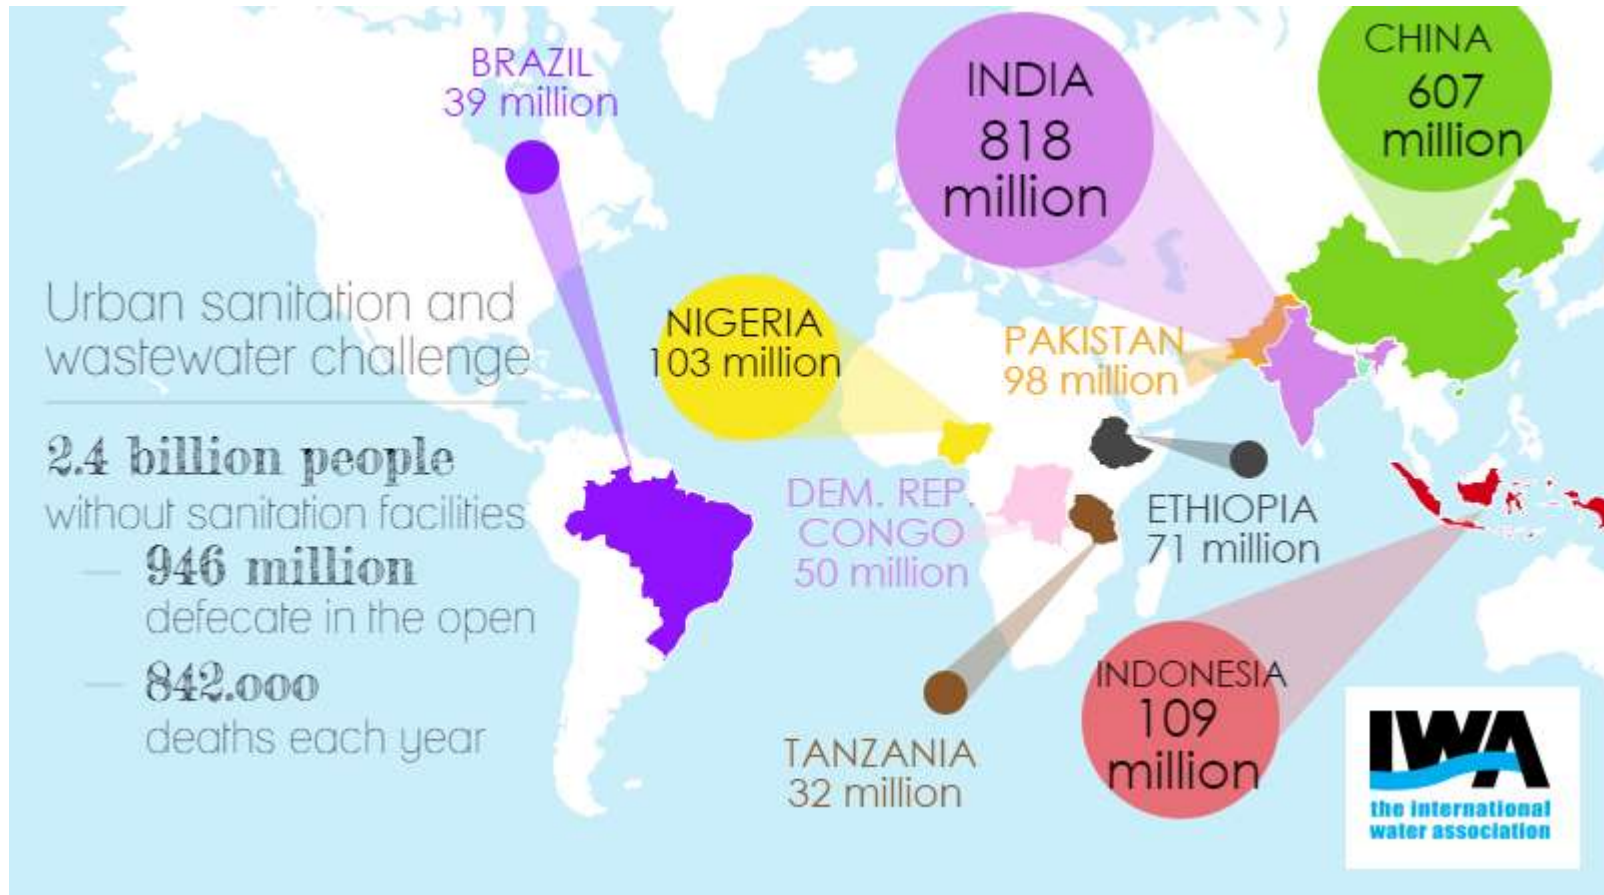 BRAZIL
39 million
INDIA
818
million
CHINA
607
million
Urban sanitation and
wastewater challenge
2.4 billion people
without sanitation facilities
— 946 million
defecate in the open
— 842.000
deaths each year
NIGERIA
103 million
PAKISTAN
98 million
DEM. REP.
CONGO
50 million
ETHIOPIA
71 million
TANZANIA
32 million
INDONESIA
109
million
IWA
the international
water association